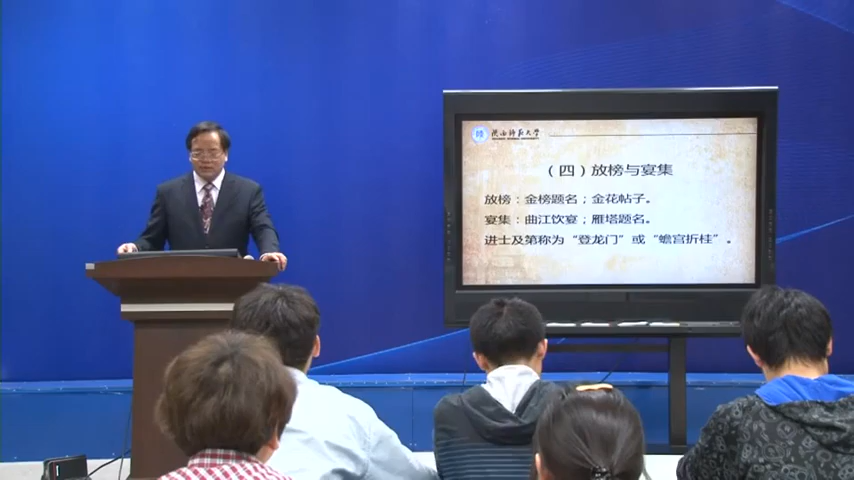 陕西师范大学
（四）放榜与宴集
放榜：金榜题名；金花帖子。
宴集：曲江饮宴；雁塔题名。
进士及第称为“登龙门”或“蟾宫折桂”。